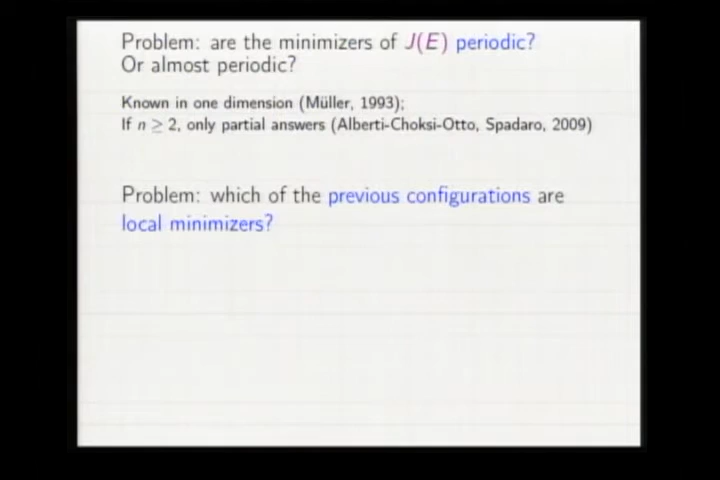 Problem: are the minimizers of J(E) periodic?
Or almost periodic?
Known in one dimension (Müller, 1993);
If n ≥ 2, only partial answers (Alberti-Choksi-Otto, Spadaro, 2009)
Problem: which of the previous configurations are
local minimizers?